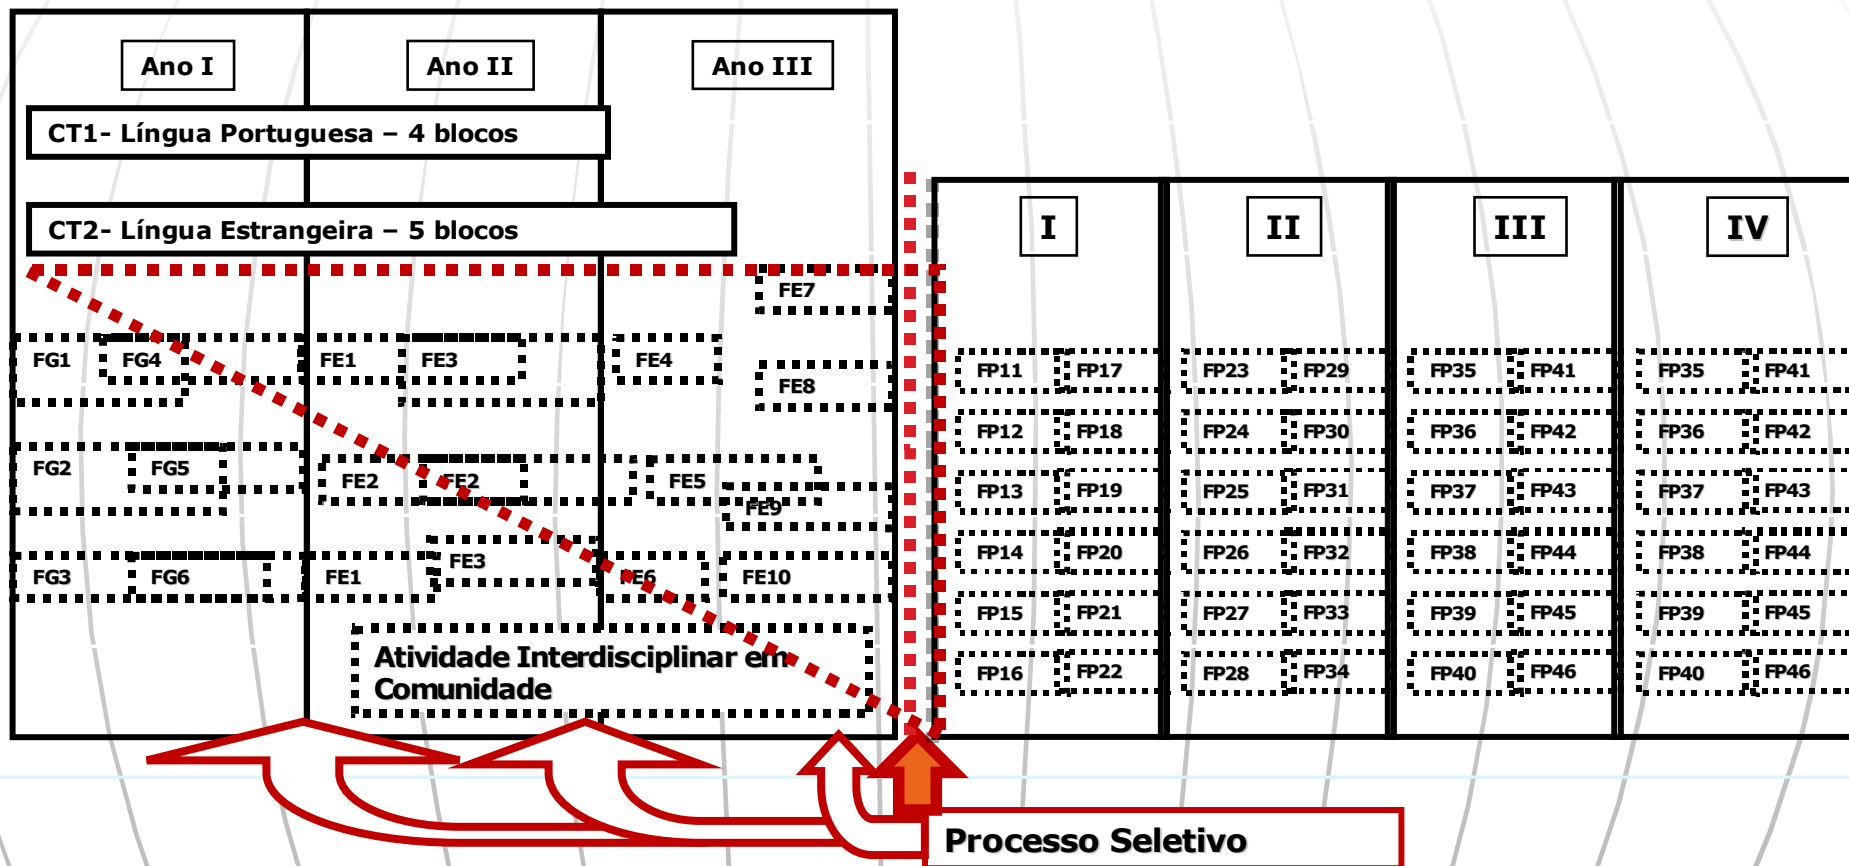 Ano I
Ano II
Ano III
CT1- Língua Portuguesa – 4 blocos
CT2- Língua Estrangeira – 5 blocos
FE7
FG1
FG4
FE1
FE3
FE4
FE8
FG2
FG5
FE2
FE2
FE5
FE9
FG3
FG6
FE1
FE3
FE6
FE10
Atividade Interdisciplinar em
Comunidade
I
II
III
IV
FP11
FP17
FP23
FP29
FP35
FP41
FP35
FP41
FP12
FP18
FP24
FP30
FP36
FP42
FP36
FP42
FP13
FP19
FP25
FP31
FP37
FP43
FP37
FP43
FP14
FP20
FP26
FP32
FP38
FP44
FP38
FP44
FP15
FP21
FP27
FP33
FP39
FP45
FP39
FP45
FP16
FP22
FP28
FP34
FP40
FP46
FP40
FP46
Processo Seletivo